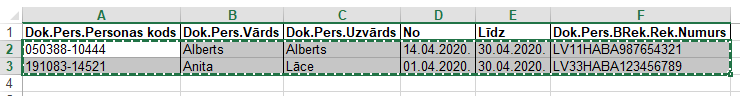 A B C D E F
1 Dok.Pers.Personas kods Dok.Pers.Vārds Dok.Pers.Uzvārds No Līdz Dok.Pers.BRek.Rek.Numurs
2 050388-10444 Alberts Alberts 14.04.2020. 30.04.2020. LV11HABA987654321
3 191083-14521 Anita Lāce 01.04.2020. 30.04.2020. LV33HABA123456789
4